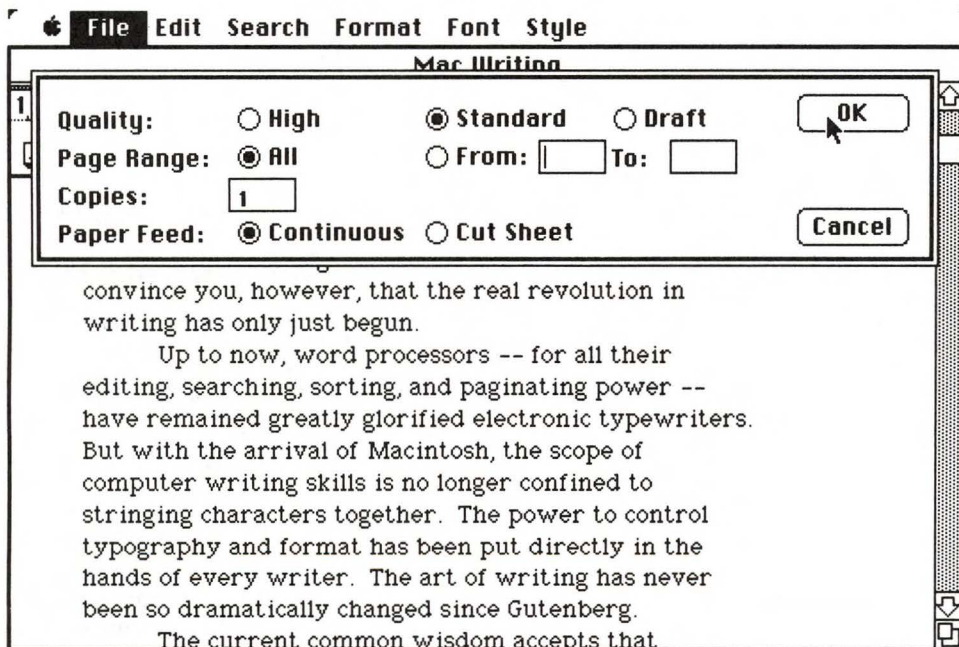 File Edit Search Format Font Style
Mac Writing
1
Quality: High Standard Draft OK
Page Range: All From: To:
Copies: 1
Paper Feed: Continuous Cut Sheet Cancel
convince you, however, that the real revolution in
writing has only just begun.
Up to now, word processors -- for all their
editing, searching, sorting, and paginating power --
have remained greatly glorified electronic typewriters.
But with the arrival of Macintosh, the scope of
computer writing skills is no longer confined to
stringing characters together. The power to control
typography and format has been put directly in the
hands of every writer. The art of writing has never
been so dramatically changed since Gutenberg.
The current common wisdom accepts that